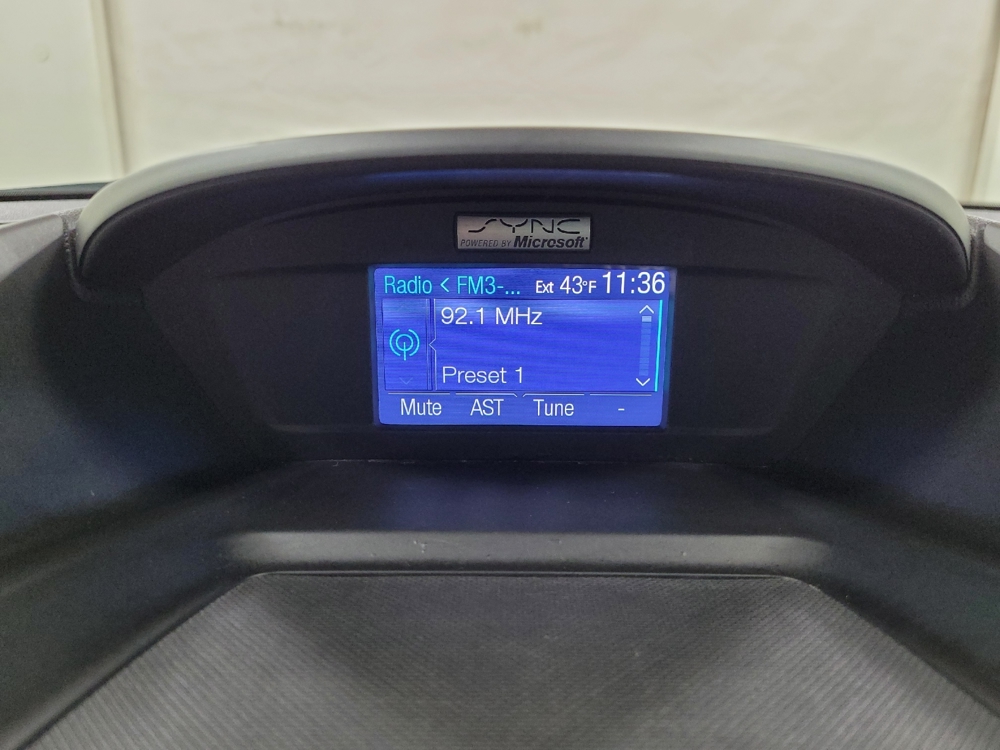 SYNC
POWERED BY Microsoft
Radio < FM3-... Ext 43°F 11:36
92.1 MHz
Preset 1
Mute AST Tune -